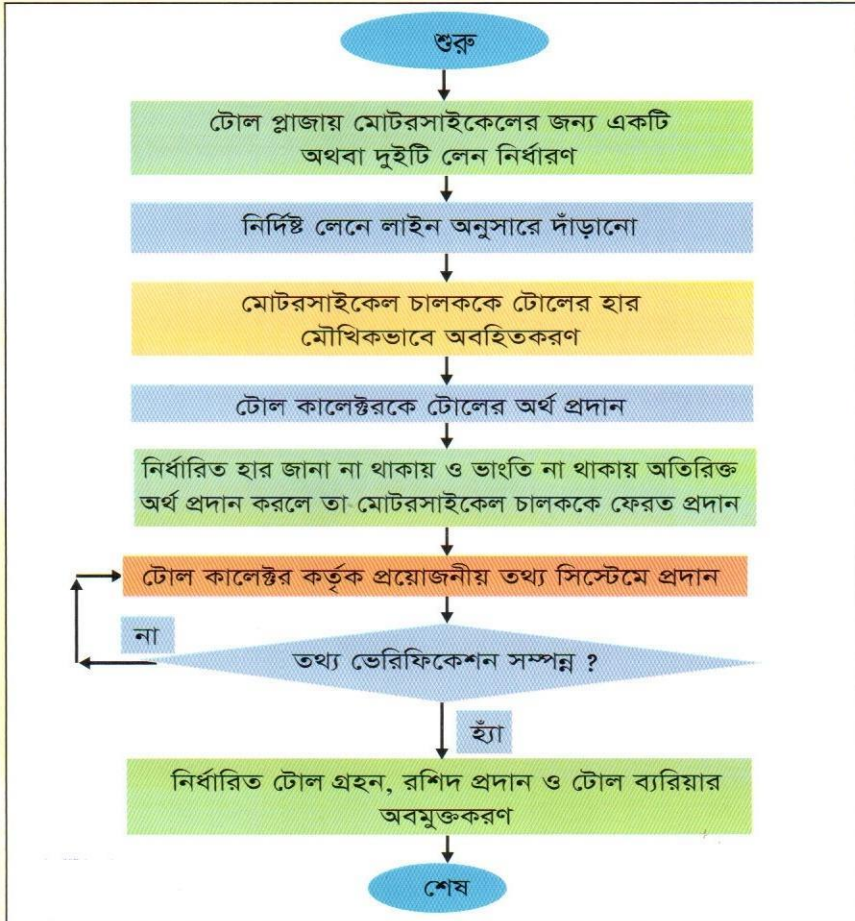 শুরু
টোল প্লাজায় মোটরসাইকেলের জন্য একটি
অথবা দুইটি লেন নির্ধারণ
নির্দিষ্ট লেনে লাইন অনুসারে দাঁড়ানো
মোটরসাইকেল চালককে টোলের হার
মৌখিকভাবে অবহিতকরণ
টোল কালেক্টরকে টোলের অর্থ প্রদান
নির্ধারিত হার জানা না থাকায় ও ভাংতি না থাকায় অতিরিক্ত
অর্থ প্রদান করলে তা মোটরসাইকেল চালককে ফেরত প্রদান
টোল কালেক্টর কর্তৃক প্রয়োজনীয় তথ্য সিস্টেমে প্রদান
না
তথ্য ভেরিফিকেশন সম্পন্ন ?
হ্যাঁ
নির্ধারিত টোল গ্রহন, রশিদ প্রদান ও টোল ব্যরিয়ার
অবমুক্তকরণ
শেষ